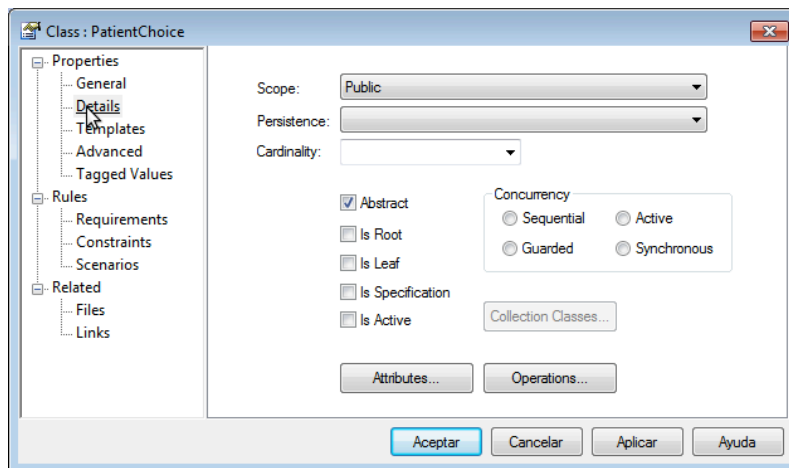 Class : PatientChoice
Properties
General
Details
Templates
Advanced
Tagged Values
Rules
Requirements
Constraints
Scenarios
Related
Files
Links
Scope: Public
Persistence:
Cardinality:
Abstract
Is Root
Is Leaf
Is Specification
Is Active
Concurrency
Sequential Active
Guarded Synchronous
Collection Classes...
Attributes... Operations...
Aceptar Cancelar Aplicar Ayuda